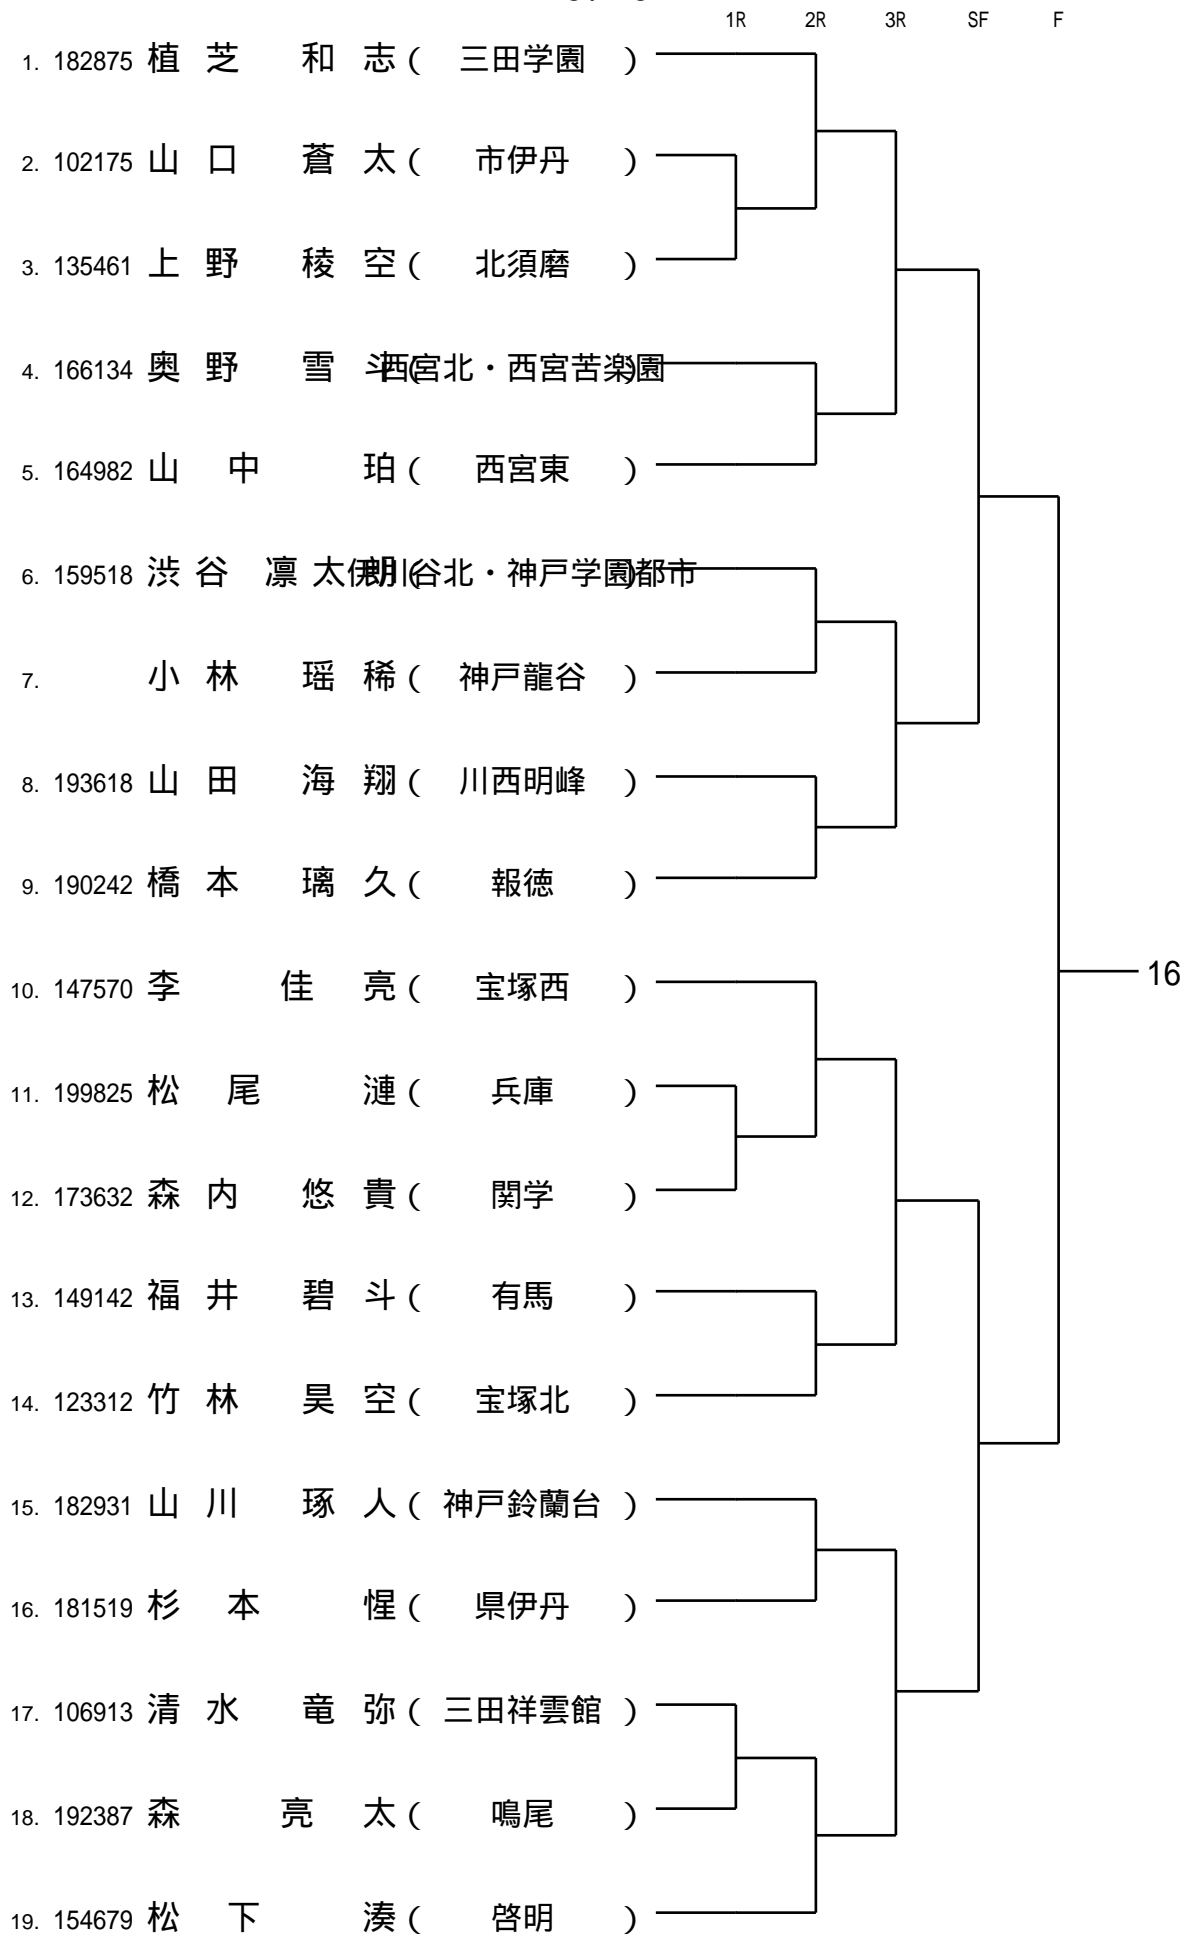 1R 2R 3R SF F
1. 182875 植芝 和志 ( 三田学園 )
2. 102175 山口 蒼太 ( 市伊丹 )
3. 135461 上野 稜空 ( 北須磨 )
4. 166134 奥野 雪斗 ( 西宮北・西宮苦楽園 )
5. 164982 山中 珀 ( 西宮東 )
6. 159518 渋谷 凛太朗 ( 伊川谷北・神戸学園都市 )
7. 小林 瑶稀 ( 神戸龍谷 )
8. 193618 山田 海翔 ( 川西明峰 )
9. 190242 橋本 璃久 ( 報徳 )
10. 147570 李 佳亮 ( 宝塚西 )
11. 199825 松尾 漣 ( 兵庫 )
12. 173632 森内 悠貴 ( 関学 )
13. 149142 福井 碧斗 ( 有馬 )
14. 123312 竹林 昊空 ( 宝塚北 )
15. 182931 山川 琢人 ( 神戸鈴蘭台 )
16. 181519 杉本 惺 ( 県伊丹 )
17. 106913 清水 竜弥 ( 三田祥雲館 )
18. 192387 森 亮太 ( 鳴尾 )
19. 154679 松下 湊 ( 啓明 )
16